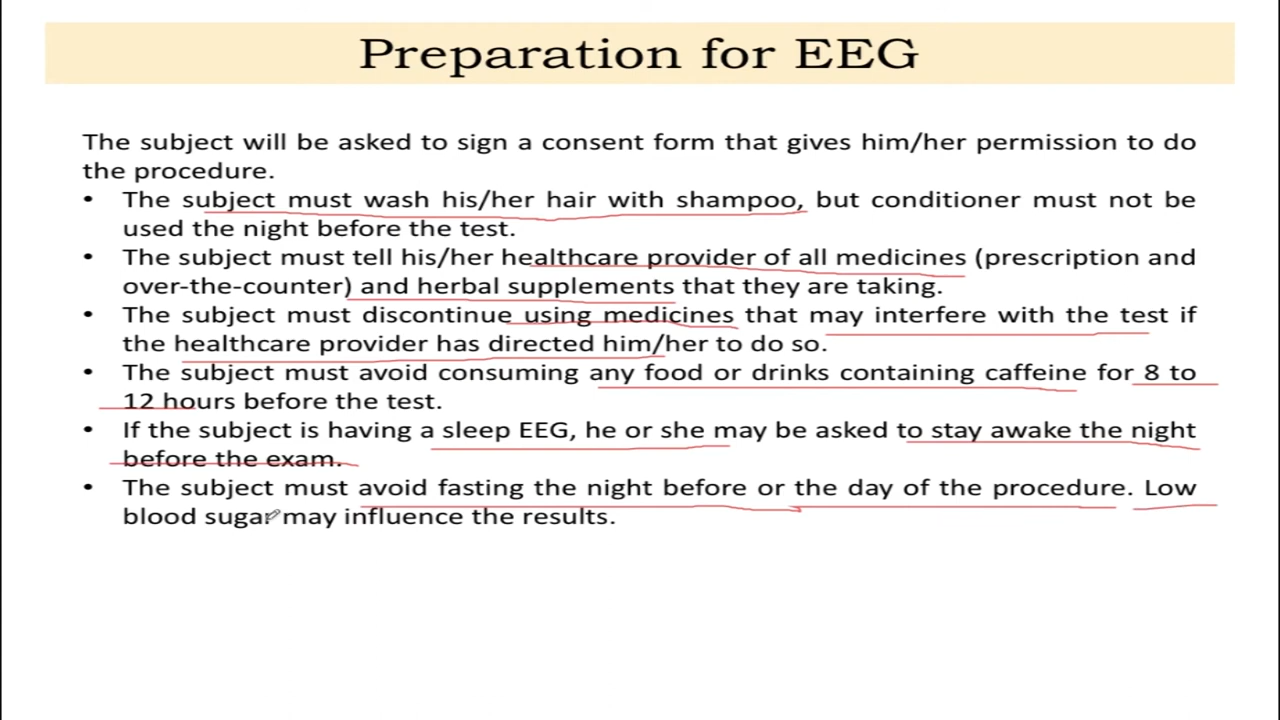 Preparation for EEG
The subject will be asked to sign a consent form that gives him/her permission to do
the procedure.
• The subject must wash his/her hair with shampoo, but conditioner must not be
used the night before the test.
• The subject must tell his/her healthcare provider of all medicines (prescription and
over-the-counter) and herbal supplements that they are taking.
• The subject must discontinue using medicines that may interfere with the test if
the healthcare provider has directed him/her to do so.
• The subject must avoid consuming any food or drinks containing caffeine for 8 to
12 hours before the test.
• If the subject is having a sleep EEG, he or she may be asked to stay awake the night
before the exam.
• The subject must avoid fasting the night before or the day of the procedure. Low
blood sugar may influence the results.